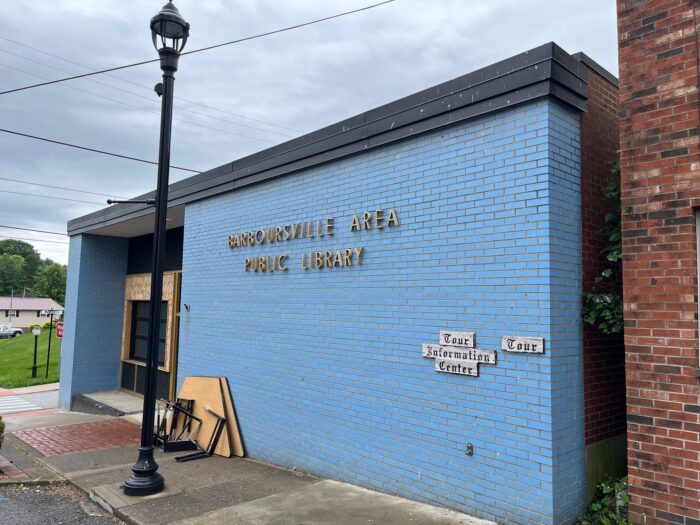 BARBOURSVILLE AREA
PUBLIC LIBRARY
Tour
Information
Center
Tour